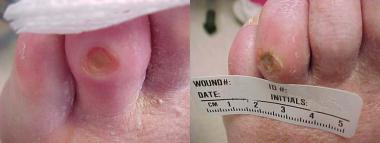 WOUND#: ID #:
DATE: INITIALS:
CM 1 2 3 4 5